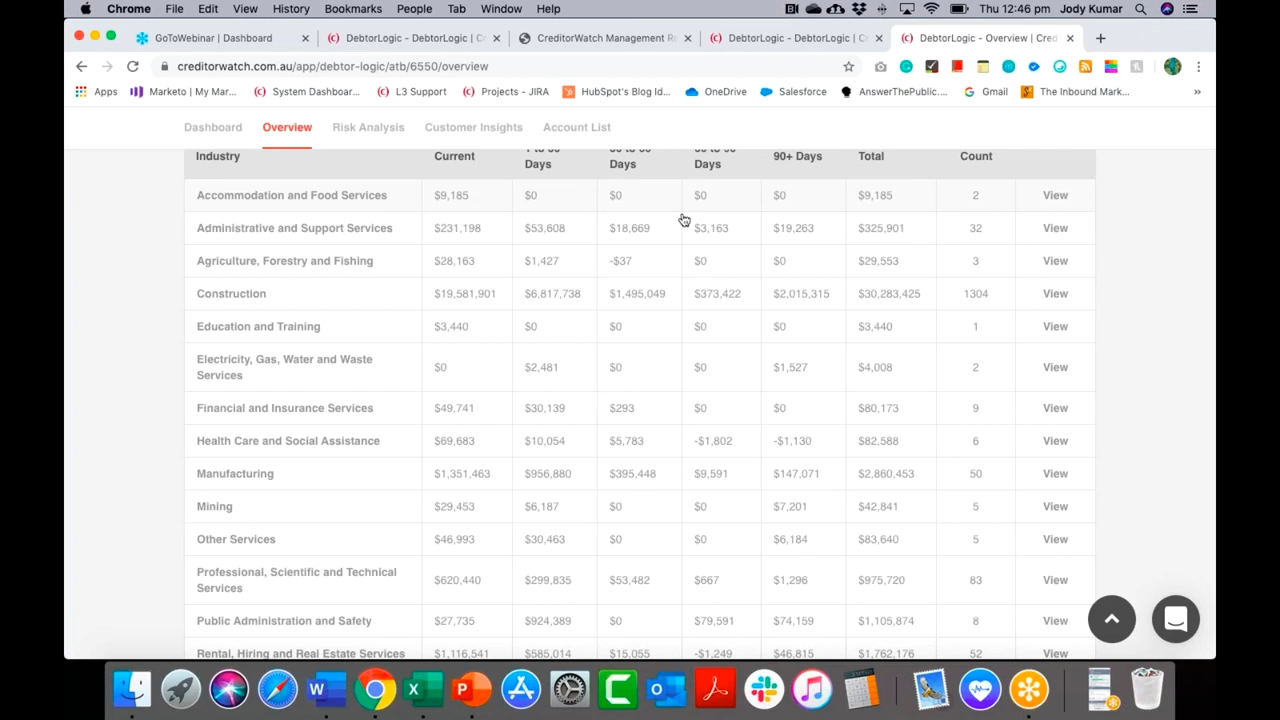 Chrome File Edit View History Bookmarks People Tab Window Help Thu 12:46 pm Jody Kumar
GoToWebinar | Dashboard DebtorLogic - DebtorLogic | C CreditorWatch Management R DebtorLogic - DebtorLogic | C DebtorLogic - Overview | Cred
creditorwatch.com.au/app/debtor-logic/atb/6550/overview
Apps Marketo | My Mar... System Dashboar... L3 Support Projects - JIRA HubSpot's Blog Id... OneDrive Salesforce AnswerThePublic.... Gmail The Inbound Mark... »
Dashboard Overview Risk Analysis Customer Insights Account List
Industry Current Days Days Days 90+ Days Total Count
Accommodation and Food Services $9,185 $0 $0 $0 $0 $9,185 2 View
Administrative and Support Services $231,198 $53,608 $18,669 $3,163 $19,263 $325,901 32 View
Agriculture, Forestry and Fishing $28,163 $1,427 -$37 $0 $0 $29,553 3 View
Construction $19,581,901 $6,817,738 $1,495,049 $373,422 $2,015,315 $30,283,425 1304 View
Education and Training $3,440 $0 $0 $0 $0 $3,440 1 View
Electricity, Gas, Water and Waste
Services $0 $2,481 $0 $0 $1,527 $4,008 2 View
Financial and Insurance Services $49,741 $30,139 $293 $0 $0 $80,173 9 View
Health Care and Social Assistance $69,683 $10,054 $5,783 -$1,802 -$1,130 $82,588 6 View
Manufacturing $1,351,463 $956,880 $395,448 $9,591 $147,071 $2,860,453 50 View
Mining $29,453 $6,187 $0 $0 $7,201 $42,841 5 View
Other Services $46,993 $30,463 $0 $0 $6,184 $83,640 5 View
Professional, Scientific and Technical
Services $620,440 $299,835 $53,482 $667 $1,296 $975,720 83 View
Public Administration and Safety $27,735 $924,389 $0 $79,591 $74,159 $1,105,874 8 View
Rental, Hiring and Real Estate Services $1,116,541 $585,014 $15,055 -$1,249 $46,815 $1,762,176 52 View